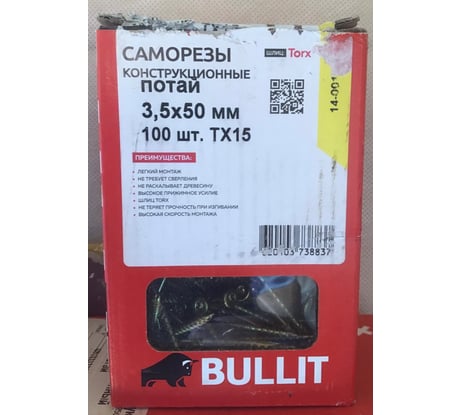 САМОРЕЗЫ
КОНСТРУКЦИОННЫЕ
потай
3,5х50 мм
100 шт. TX15
ШЛИЦ Torx
14-001
ПРЕИМУЩЕСТВА:
• ЛЕГКИЙ МОНТАЖ
• НЕ ТРЕБУЕТ СВЕРЛЕНИЯ
• НЕ РАСКАЛЫВАЕТ ДРЕВЕСИНУ
• ВЫСОКОЕ ПРИЖИМНОЕ УСИЛИЕ
• ШЛИЦ TORX
• НЕ ТЕРЯЕТ ПРОЧНОСТЬ ПРИ ИЗГИБАНИИ
• ВЫСОКАЯ СКОРОСТЬ МОНТАЖА
BULLIT